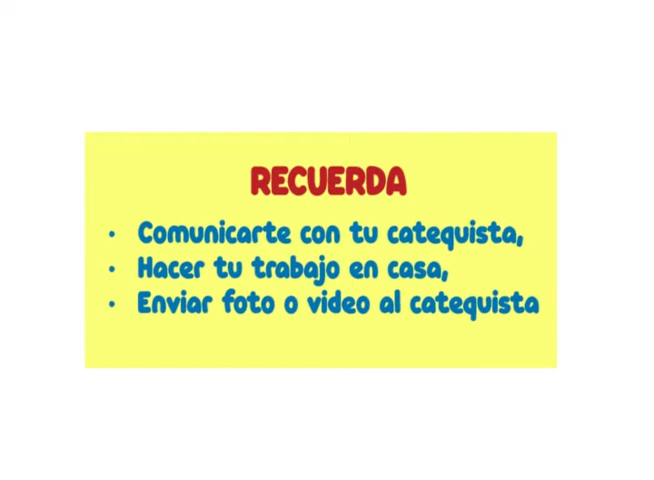 RECUERDA
• Comunicarte con tu catequista,
• Hacer tu trabajo en casa,
• Enviar foto o video al catequista